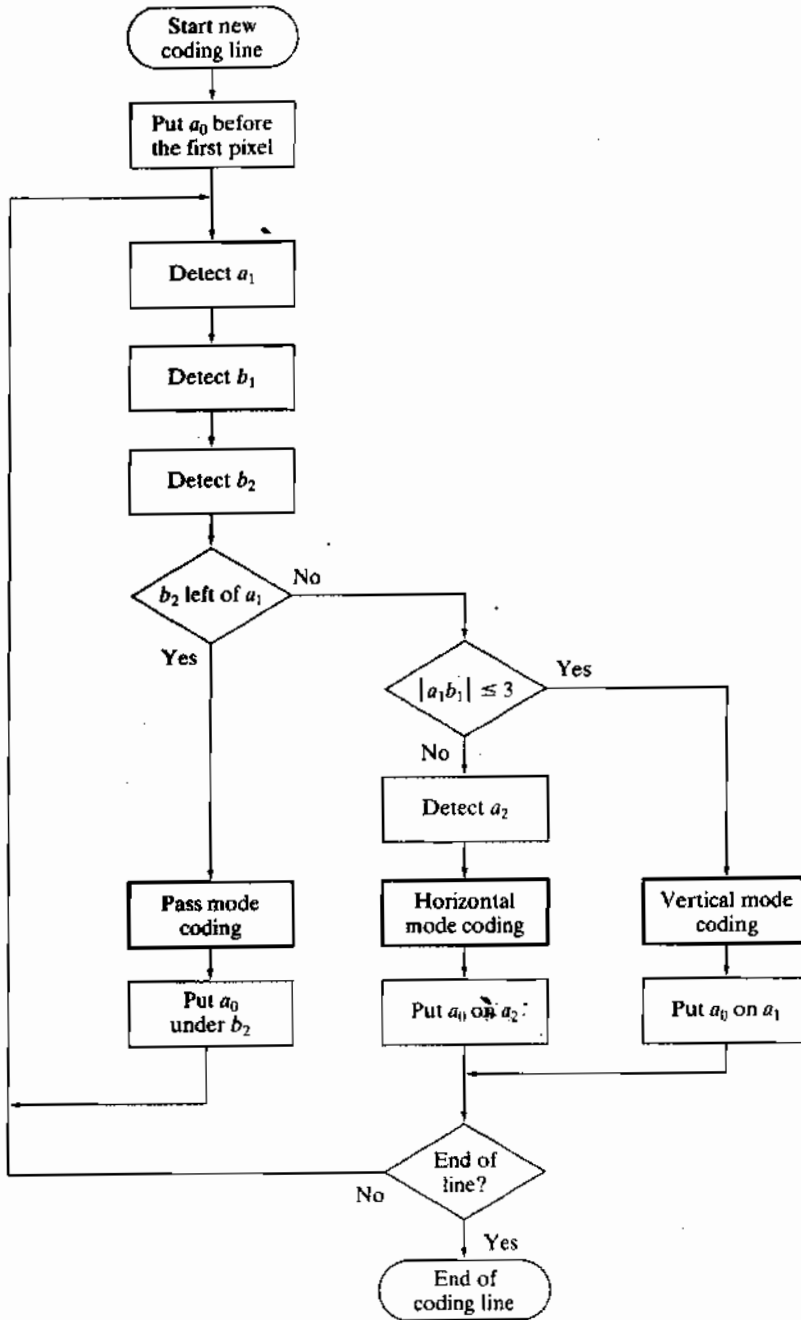 Start new
coding line
Put a₀ before
the first pixel
Detect a₁
Detect b₁
Detect b₂
b₂ left of a₁
No
Yes
|a₁b₁| ≤ 3
Yes
No
Detect a₂
Pass mode
coding
Horizontal
mode coding
Vertical mode
coding
Put a₀
under b₂
Put a₀ on a₂
Put a₀ on a₁
End of
line?
No
Yes
End of
coding line